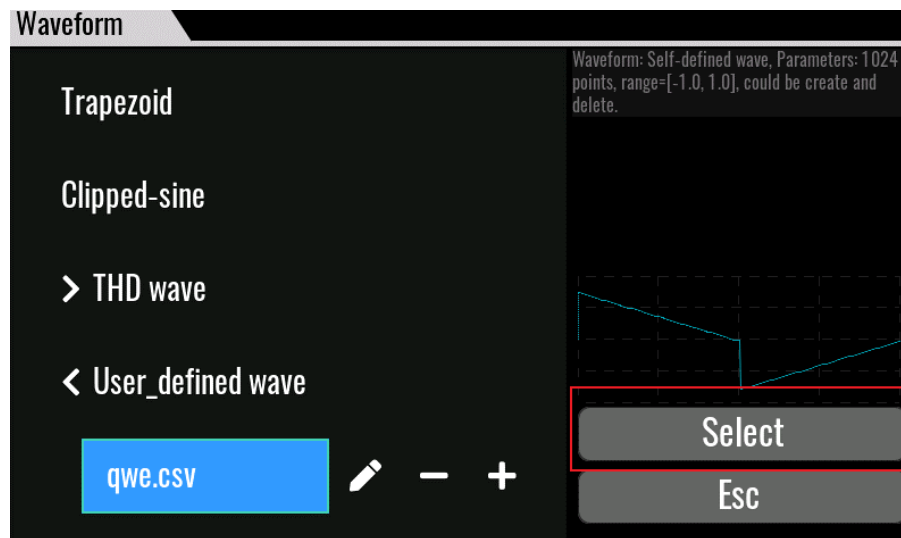 Waveform
Trapezoid
Clipped-sine
THD wave
User_defined wave
qwe.csv
Waveform: Self-defined wave, Parameters: 1024
points, range=[-1.0, 1.0], could be create and
delete.
Select
Esc